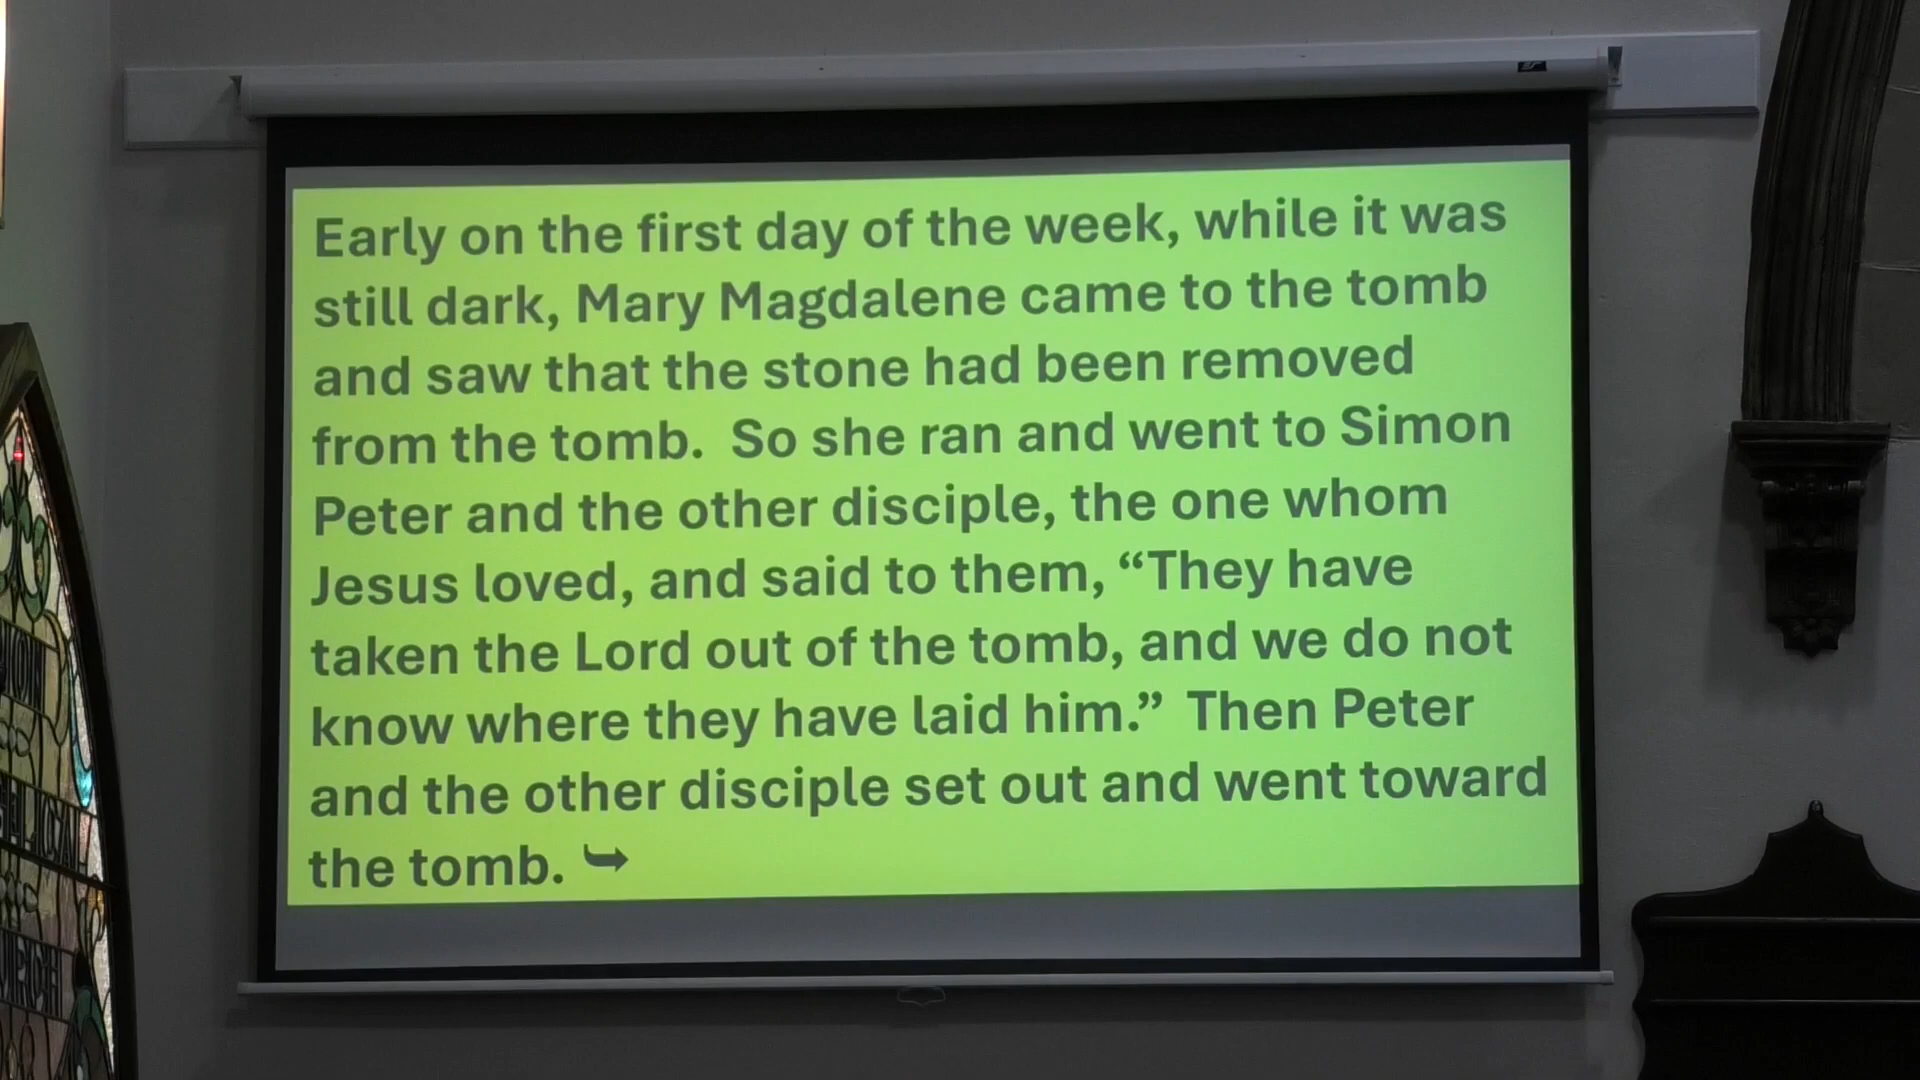 Early on the first day of the week, while it was
still dark, Mary Magdalene came to the tomb
and saw that the stone had been removed
from the tomb.  So she ran and went to Simon
Peter and the other disciple, the one whom
Jesus loved, and said to them, “They have
taken the Lord out of the tomb, and we do not
know where they have laid him.”  Then Peter
and the other disciple set out and went toward
the tomb. ⮩